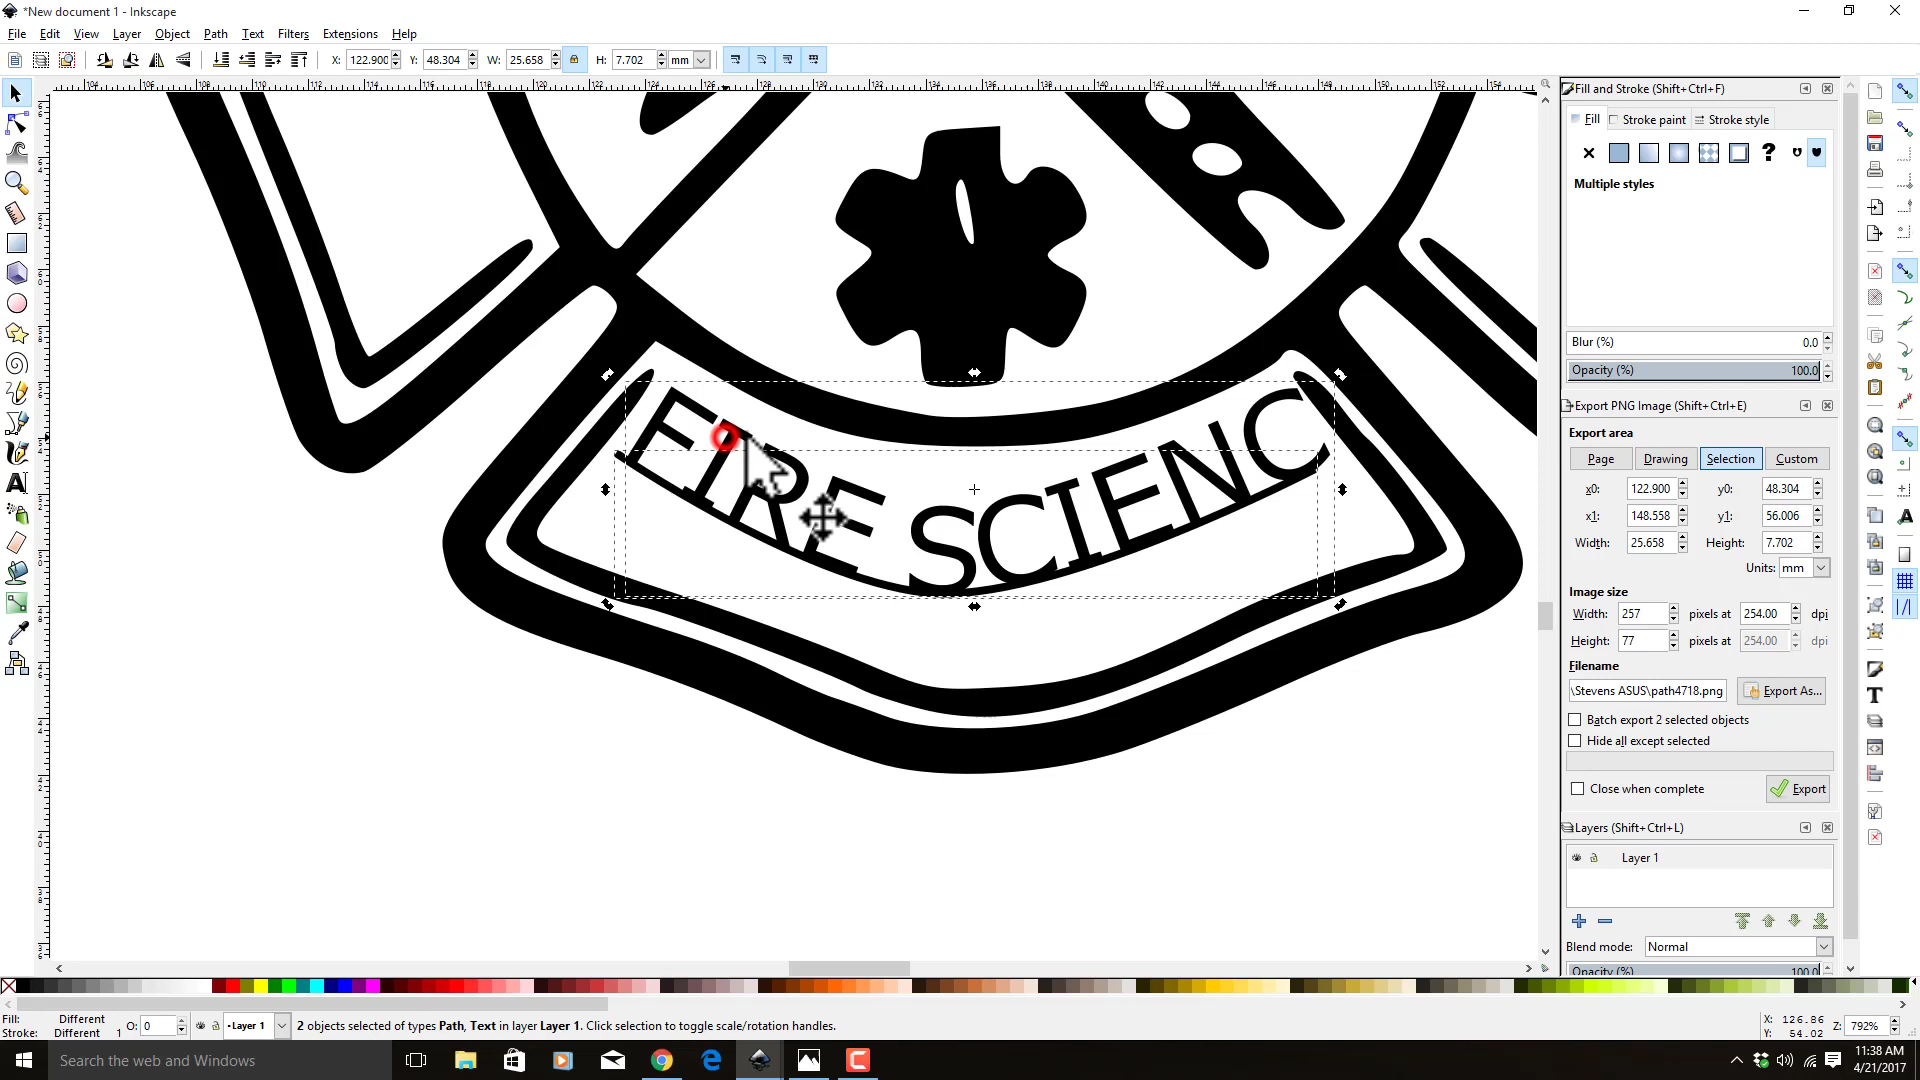 *New document 1 - Inkscape
File Edit View Layer Object Path Text Filters Extensions Help
X: 122.900 Y: 48.304 W: 25.658 H: 7.702 mm
Fill and Stroke (Shift+Ctrl+F)
Fill Stroke paint Stroke style
?
Multiple styles
Blur (%) 0.0
Opacity (%) 100.0
Export PNG Image (Shift+Ctrl+E)
Export area
Page Drawing Selection Custom
x0: 122.900 y0: 48.304
x1: 148.558 y1: 56.006
Width: 25.658 Height: 7.702
Units: mm
Image size
Width: 257 pixels at 254.00 dpi
Height: 77 pixels at 254.00 dpi
Filename
\Stevens ASUS\path4718.png Export As...
Batch export 2 selected objects
Hide all except selected
Close when complete Export
Layers (Shift+Ctrl+L)
Layer 1
Blend mode: Normal
Opacity (%) 100.0
FIRE SCIENC
Fill: Different
Stroke: Different 1 O: 0 •Layer 1 2 objects selected of types Path, Text in layer Layer 1. Click selection to toggle scale/rotation handles.
X: 126.86
Y: 54.02 Z: 792%
Search the web and Windows
11:38 AM
4/21/2017